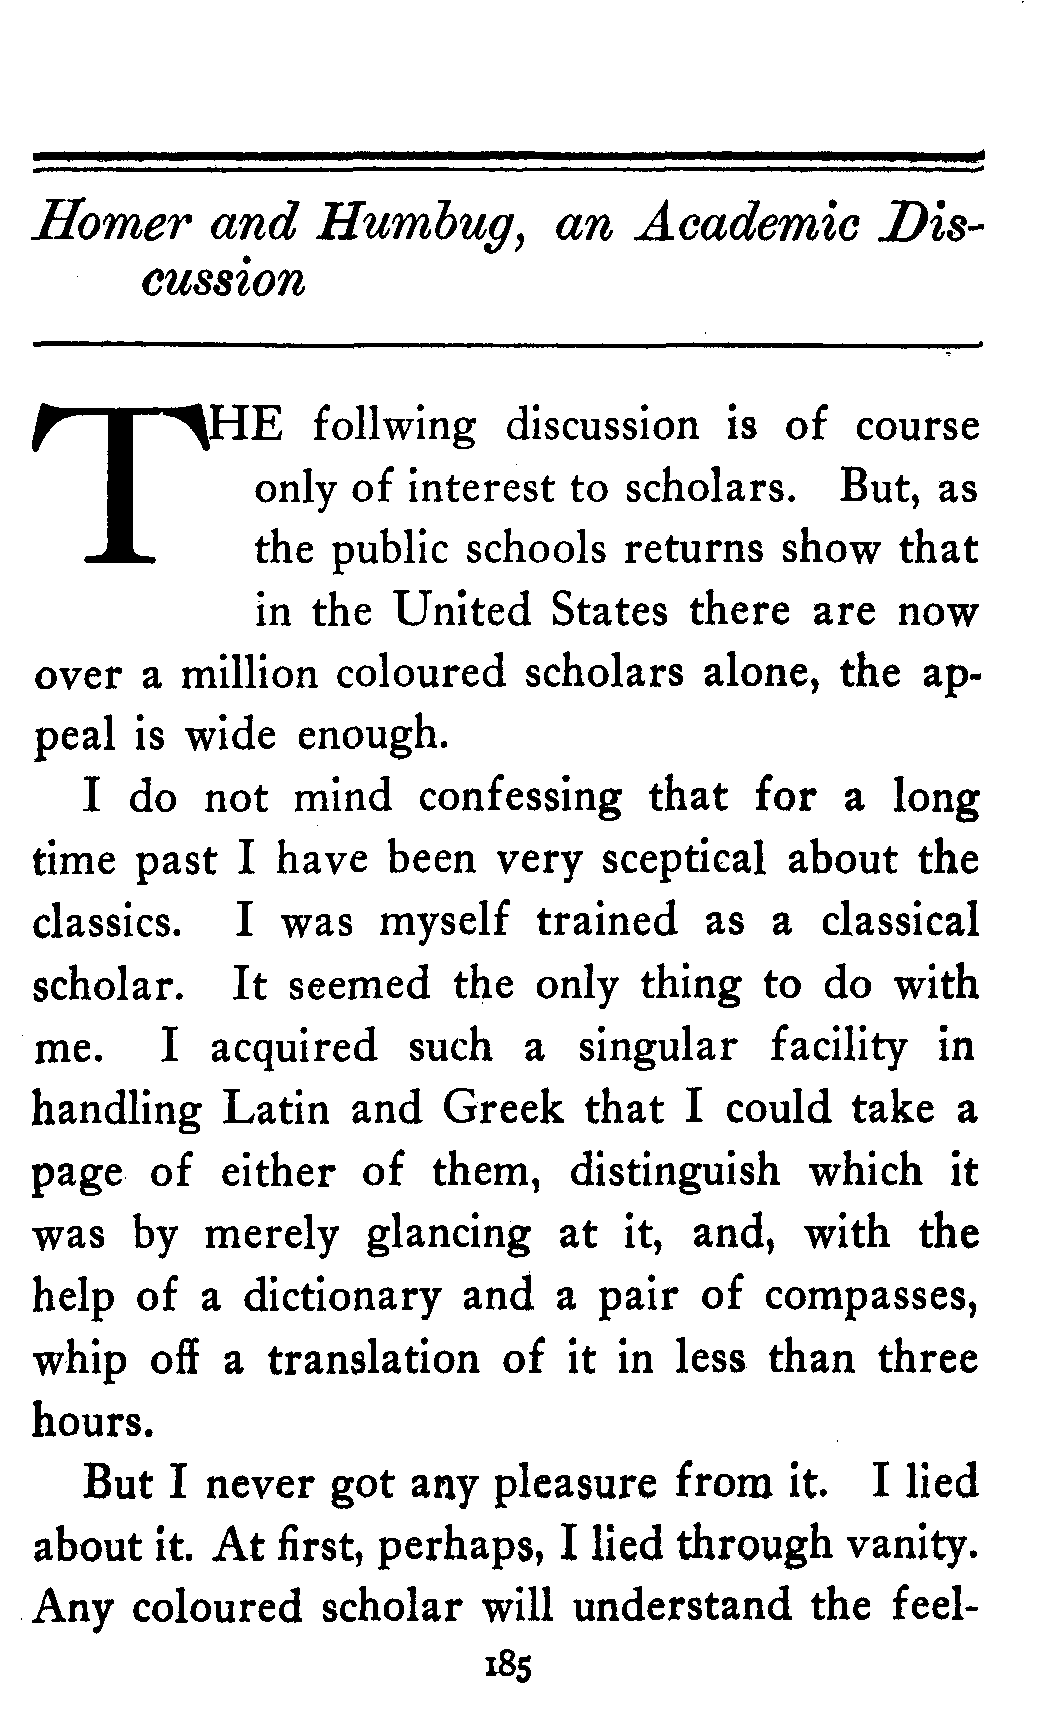 Homer and Humbug, an Academic Dis-
cussion
THE follwing discussion is of course
only of interest to scholars. But, as
the public schools returns show that
in the United States there are now
over a million coloured scholars alone, the ap-
peal is wide enough.
I do not mind confessing that for a long
time past I have been very sceptical about the
classics. I was myself trained as a classical
scholar. It seemed the only thing to do with
me. I acquired such a singular facility in
handling Latin and Greek that I could take a
page of either of them, distinguish which it
was by merely glancing at it, and, with the
help of a dictionary and a pair of compasses,
whip off a translation of it in less than three
hours.
But I never got any pleasure from it. I lied
about it. At first, perhaps, I lied through vanity.
Any coloured scholar will understand the feel-
185